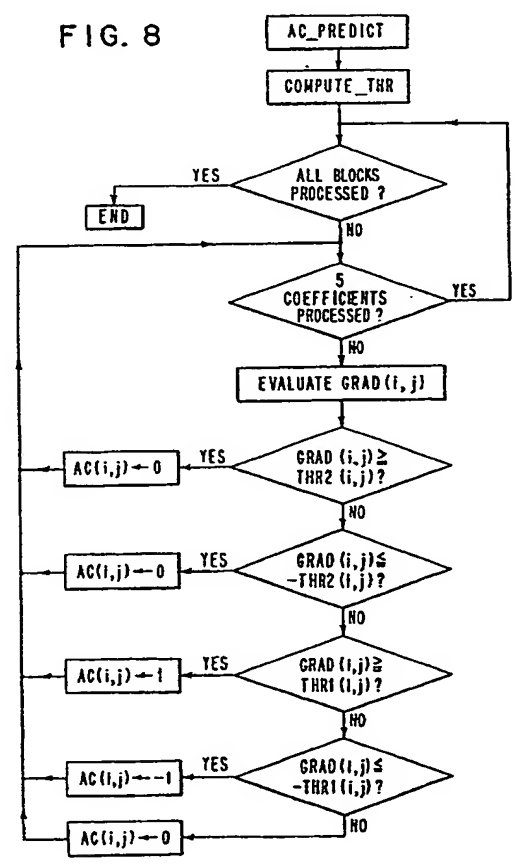 FIG. 8
AC_PREDICT
COMPUTE_THR
ALL BLOCKS
PROCESSED ?
YES
END
NO
5
COEFFICIENTS
PROCESSED ?
YES
NO
EVALUATE GRAD(i,j)
GRAD (i,j)≧
THR2 (i,j)?
YES
AC(i,j)←0
NO
GRAD (i,j)≦
-THR2 (i,j)?
YES
AC(i,j)←0
NO
GRAD (i,j)≧
THR1 (i,j)?
YES
AC(i,j)←1
NO
GRAD(i,j)≦
-THR1(i,j)?
YES
AC(i,j)←-1
NO
AC(i,j)←0